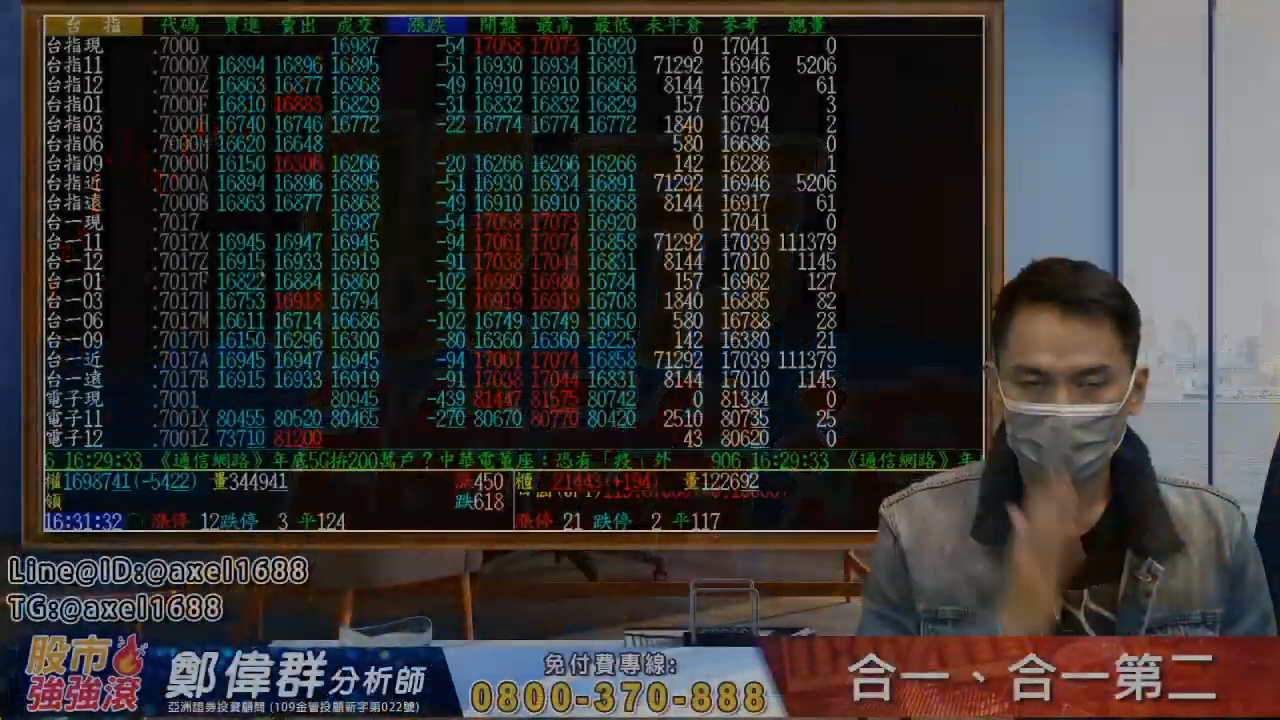 台 指 代碼 買進 賣出 成交 漲跌 開盤 最高 最低 未平倉 參考 總量
台指現 .7000 16987 -54 17058 17073 16920 0 17041 0
台指11 .7000X 16894 16896 16895 -51 16930 16934 16891 71292 16946 5206
台指12 .7000Z 16863 16877 16868 -49 16910 16910 16868 8144 16917 61
台指01 .7000F 16810 16883 16829 -31 16832 16832 16829 157 16860 3
台指03 .7000H 16740 16746 16772 -22 16774 16774 16772 1840 16794 2
台指06 .7000M 16620 16648 580 16686 0
台指09 .7000U 16150 16306 16266 -20 16266 16266 16266 142 16286 1
台指近 .7000A 16894 16896 16895 -51 16930 16934 16891 71292 16946 5206
台指遠 .7000B 16863 16877 16868 -49 16910 16910 16868 8144 16917 61
台一現 .7017 16987 -54 17058 17073 16920 0 17041 0
台一11 .7017X 16945 16947 16945 -94 17061 17074 16858 71292 17039 111379
台一12 .7017Z 16915 16933 16919 -91 17038 17044 16831 8144 17010 1145
台一01 .7017F 16822 16884 16860 -102 16980 16980 16784 157 16962 127
台一03 .7017H 16753 16918 16794 -91 16919 16919 16708 1840 16885 82
台一06 .7017M 16611 16714 16686 -102 16749 16749 16650 580 16788 28
台一09 .7017U 16150 16296 16300 -80 16360 16360 16225 142 16380 21
台一近 .7017A 16945 16947 16945 -94 17061 17074 16858 71292 17039 111379
台一遠 .7017B 16915 16933 16919 -91 17038 17044 16831 8144 17010 1145
電子現 .7001 80945 -439 81447 81575 80742 0 81384 0
電子11 .7001X 80455 80520 80465 -270 80670 80770 80420 2510 80735 25
電子12 .7001Z 73710 81200 43 80620 0
6 16:29:33 《通信網路》年底5G拚200萬戶？中華電董座：恐有「疫」外 906 16:29:33 《通信網路》年
權1698741(-5422) 量344941 漲450 櫃 21443(+194) 量122692
領 跌618
16:31:32 漲停 12跌停 3 平124 漲停 21 跌停 2 平117
Line@ID:@axel1688
TG:@axel1688
股市強強滾
鄭偉群分析師
亞洲證券投資顧問 (109金管投顧新字第022號)
免付費專線:
0800-370-888
合一、合一第二